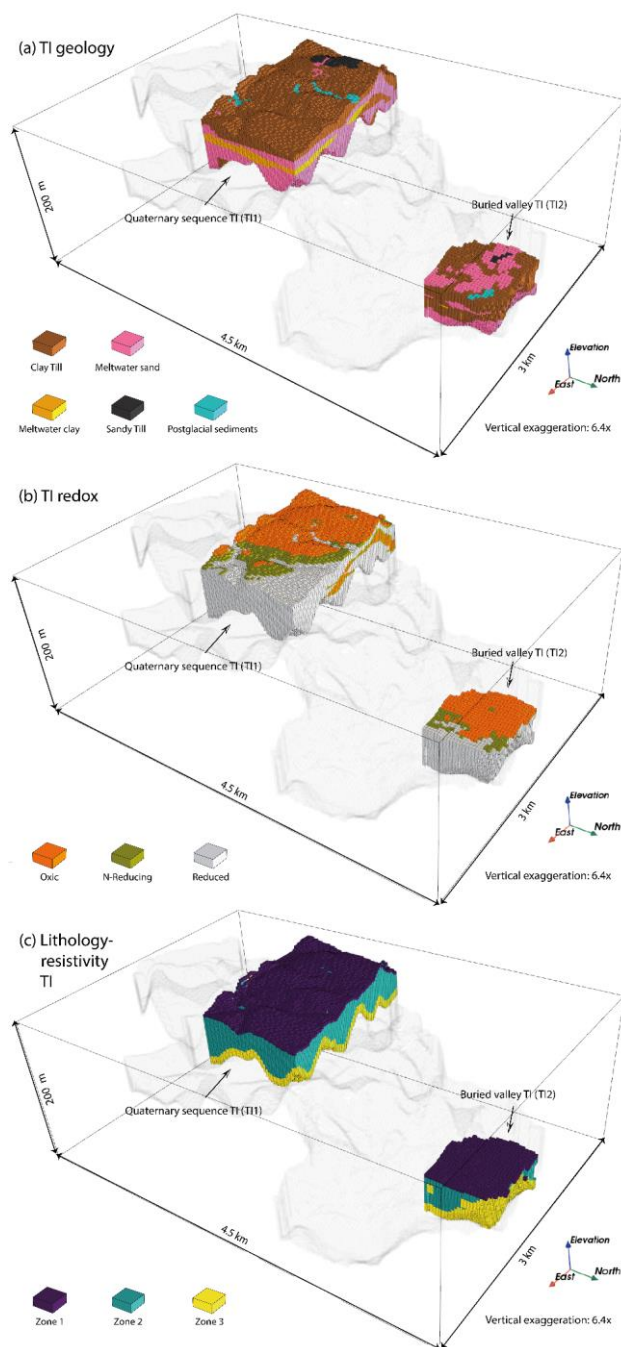 (a) TI geology
200 m
Quaternary sequence TI (TI1)
Buried valley TI (TI2)
4.5 km
3 km
Clay Till
Meltwater sand
Meltwater clay
Sandy Till
Postglacial sediments
Elevation
East
North
Vertical exaggeration: 6.4x
(b) TI redox
200 m
Quaternary sequence TI (TI1)
Buried valley TI (TI2)
4.5 km
3 km
Oxic
N-Reducing
Reduced
Elevation
East
North
Vertical exaggeration: 6.4x
(c) Lithology-
resistivity
TI
200 m
Quaternary sequence TI (TI1)
Buried valley TI (TI2)
4.5 km
3 km
Zone 1
Zone 2
Zone 3
Elevation
East
North
Vertical exaggeration: 6.4x